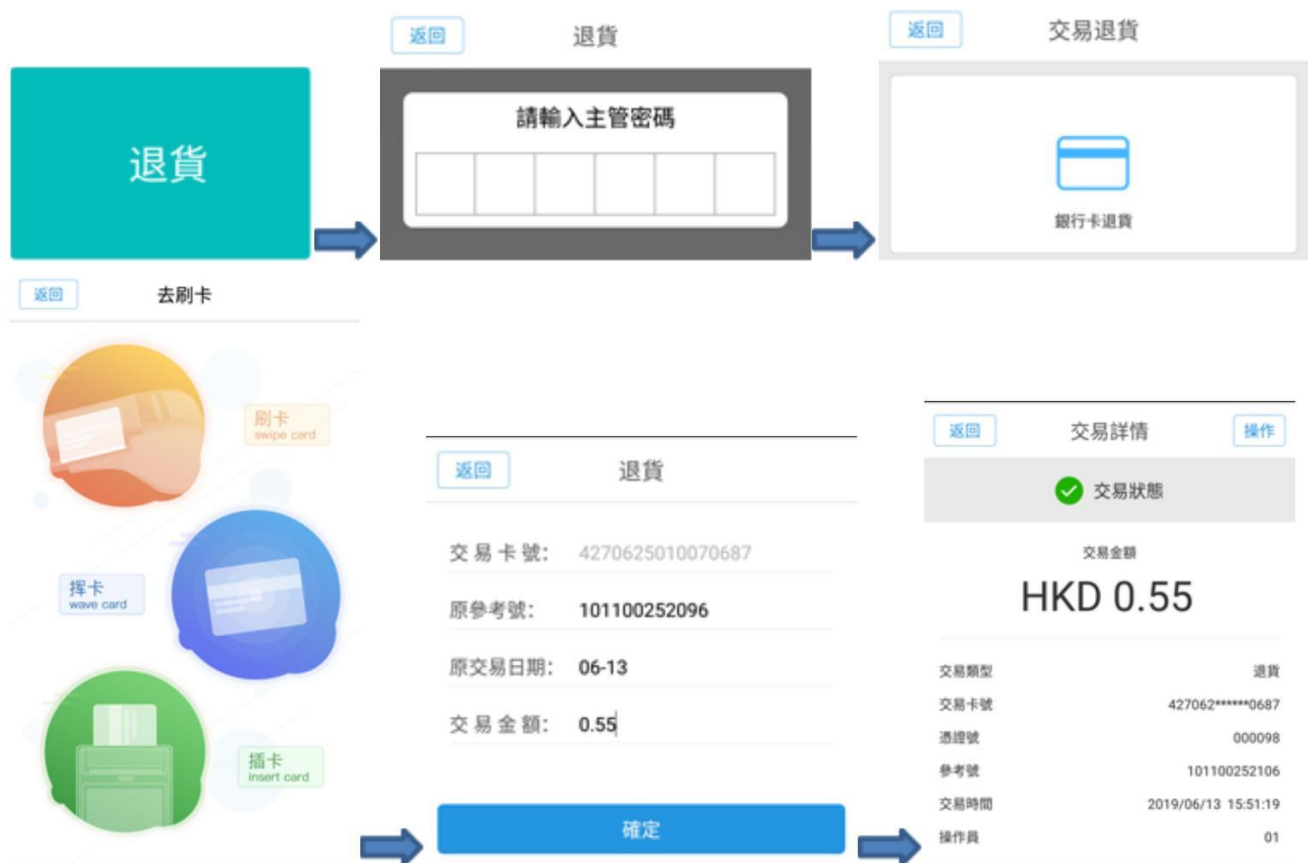 退貨
返回
退貨
請輸入主管密碼
返回
交易退貨
銀行卡退貨
返回
去刷卡
刷卡
swipe card
挥卡
wave card
插卡
insert card
返回
退貨
交易卡號: 4270625010070687
原參考號: 101100252096
原交易日期: 06-13
交易金額: 0.55
確定
返回
交易詳情
操作
交易狀態
交易金額
HKD 0.55
交易類型 退貨
交易卡號 427062******0687
憑證號 000098
參考號 101100252106
交易時間 2019/06/13 15:51:19
操作員 01